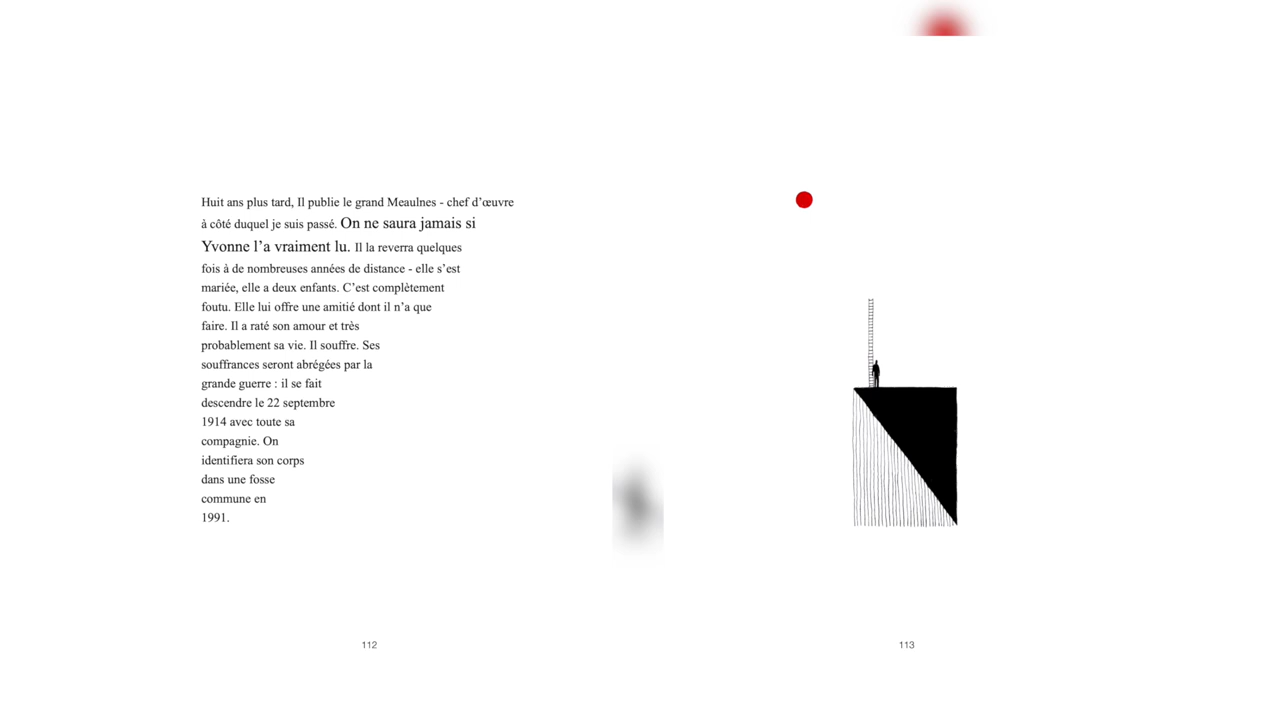 Huit ans plus tard, Il publie le grand Meaulnes - chef d’œuvre
à côté duquel je suis passé. On ne saura jamais si
Yvonne l’a vraiment lu. Il la reverra quelques
fois à de nombreuses années de distance - elle s’est
mariée, elle a deux enfants. C’est complètement
foutu. Elle lui offre une amitié dont il n’a que
faire. Il a raté son amour et très
probablement sa vie. Il souffre. Ses
souffrances seront abrégées par la
grande guerre : il se fait
descendre le 22 septembre
1914 avec toute sa
compagnie. On
identifiera son corps
dans une fosse
commune en
1991.
112
113